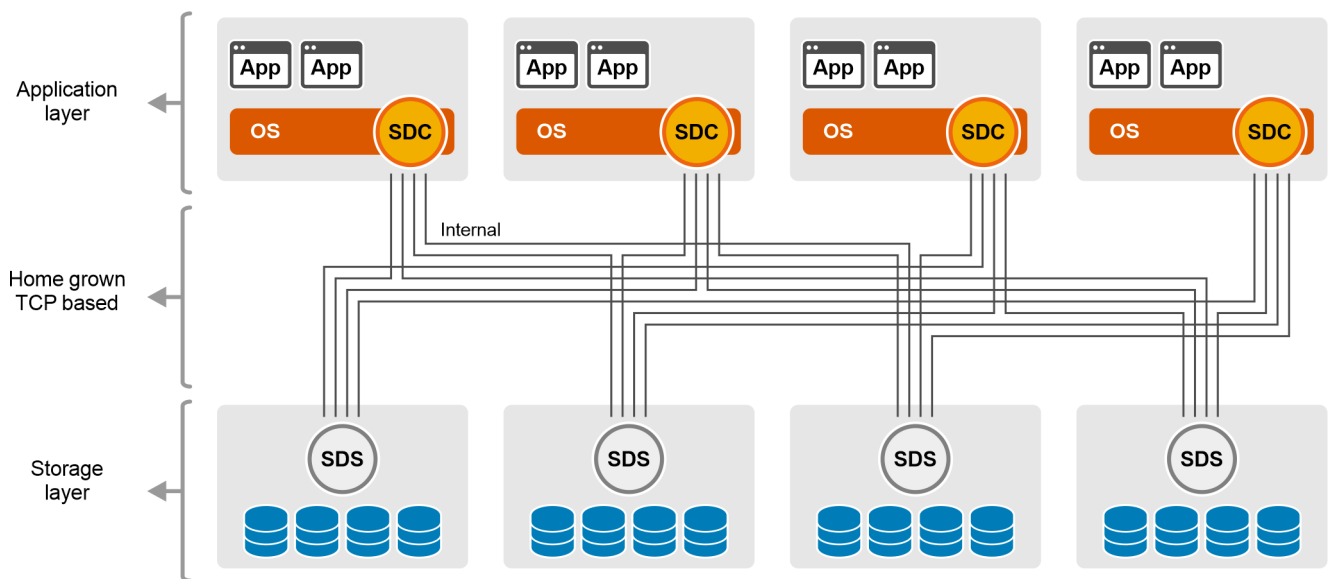 Application
layer
App App
OS SDC
App App
OS SDC
App App
OS SDC
App App
OS SDC
Home grown
TCP based
Internal
Storage
layer
SDS
SDS
SDS
SDS